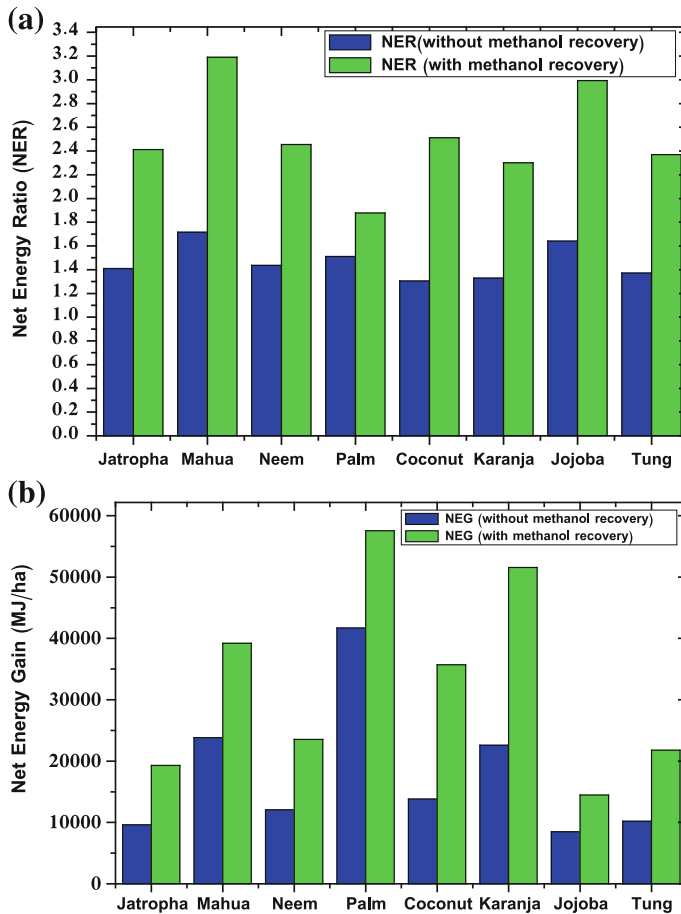 (a)
3.4
3.2
3.0
2.8
2.6
2.4
2.2
2.0
1.8
1.6
1.4
1.2
1.0
0.8
0.6
0.4
0.2
0.0
Net Energy Ratio (NER)
NER(without methanol recovery)
NER (with methanol recovery)
Jatropha Mahua Neem Palm Coconut Karanja Jojoba Tung
(b)
60000
50000
40000
30000
20000
10000
0
Net Energy Gain (MJ/ha)
NEG (without methanol recovery)
NEG (with methanol recovery)
Jatropha Mahua Neem Palm Coconut Karanja Jojoba Tung